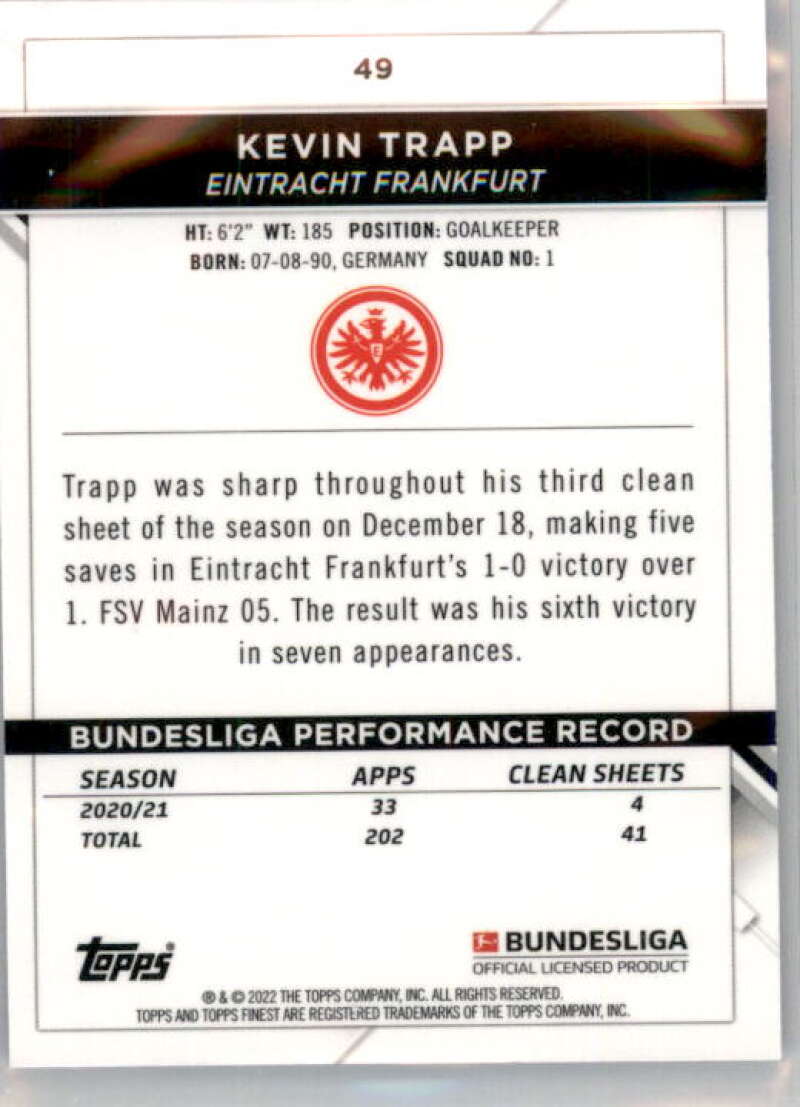 49
KEVIN TRAPP
EINTRACHT FRANKFURT
HT: 6'2" WT: 185 POSITION: GOALKEEPER
BORN: 07-08-90, GERMANY SQUAD NO: 1
E
Trapp was sharp throughout his third clean
sheet of the season on December 18, making five
saves in Eintracht Frankfurt's 1-0 victory over
1. FSV Mainz 05. The result was his sixth victory
in seven appearances.
BUNDESLIGA PERFORMANCE RECORD
SEASON APPS CLEAN SHEETS
2020/21 33 4
TOTAL 202 41
Topps®
BUNDESLIGA
OFFICIAL LICENSED PRODUCT
® & © 2022 THE TOPPS COMPANY, INC. ALL RIGHTS RESERVED.
TOPPS AND TOPPS FINEST ARE REGISTERED TRADEMARKS OF THE TOPPS COMPANY, INC.